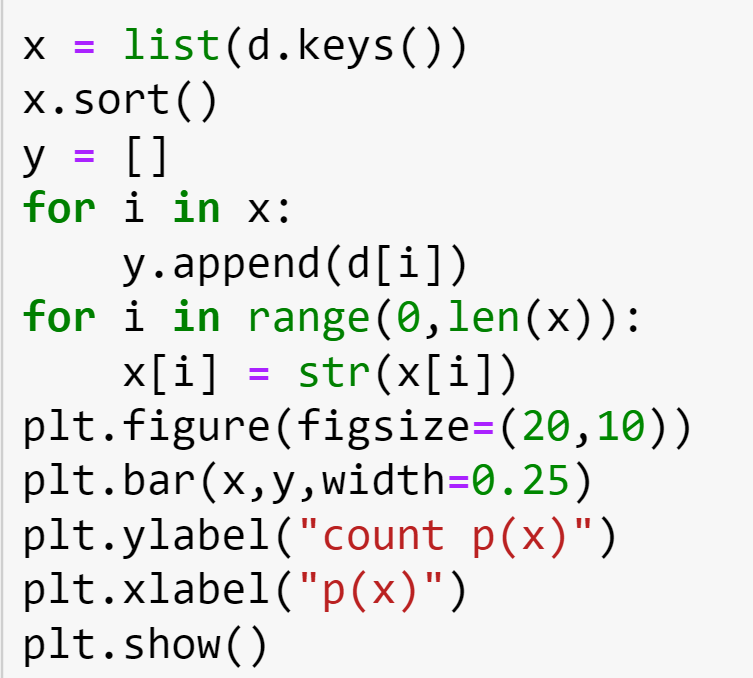 x = list(d.keys())
x.sort()
y = []
for i in x:
    y.append(d[i])
for i in range(0,len(x)):
    x[i] = str(x[i])
plt.figure(figsize=(20,10))
plt.bar(x,y,width=0.25)
plt.ylabel("count p(x)")
plt.xlabel("p(x)")
plt.show()